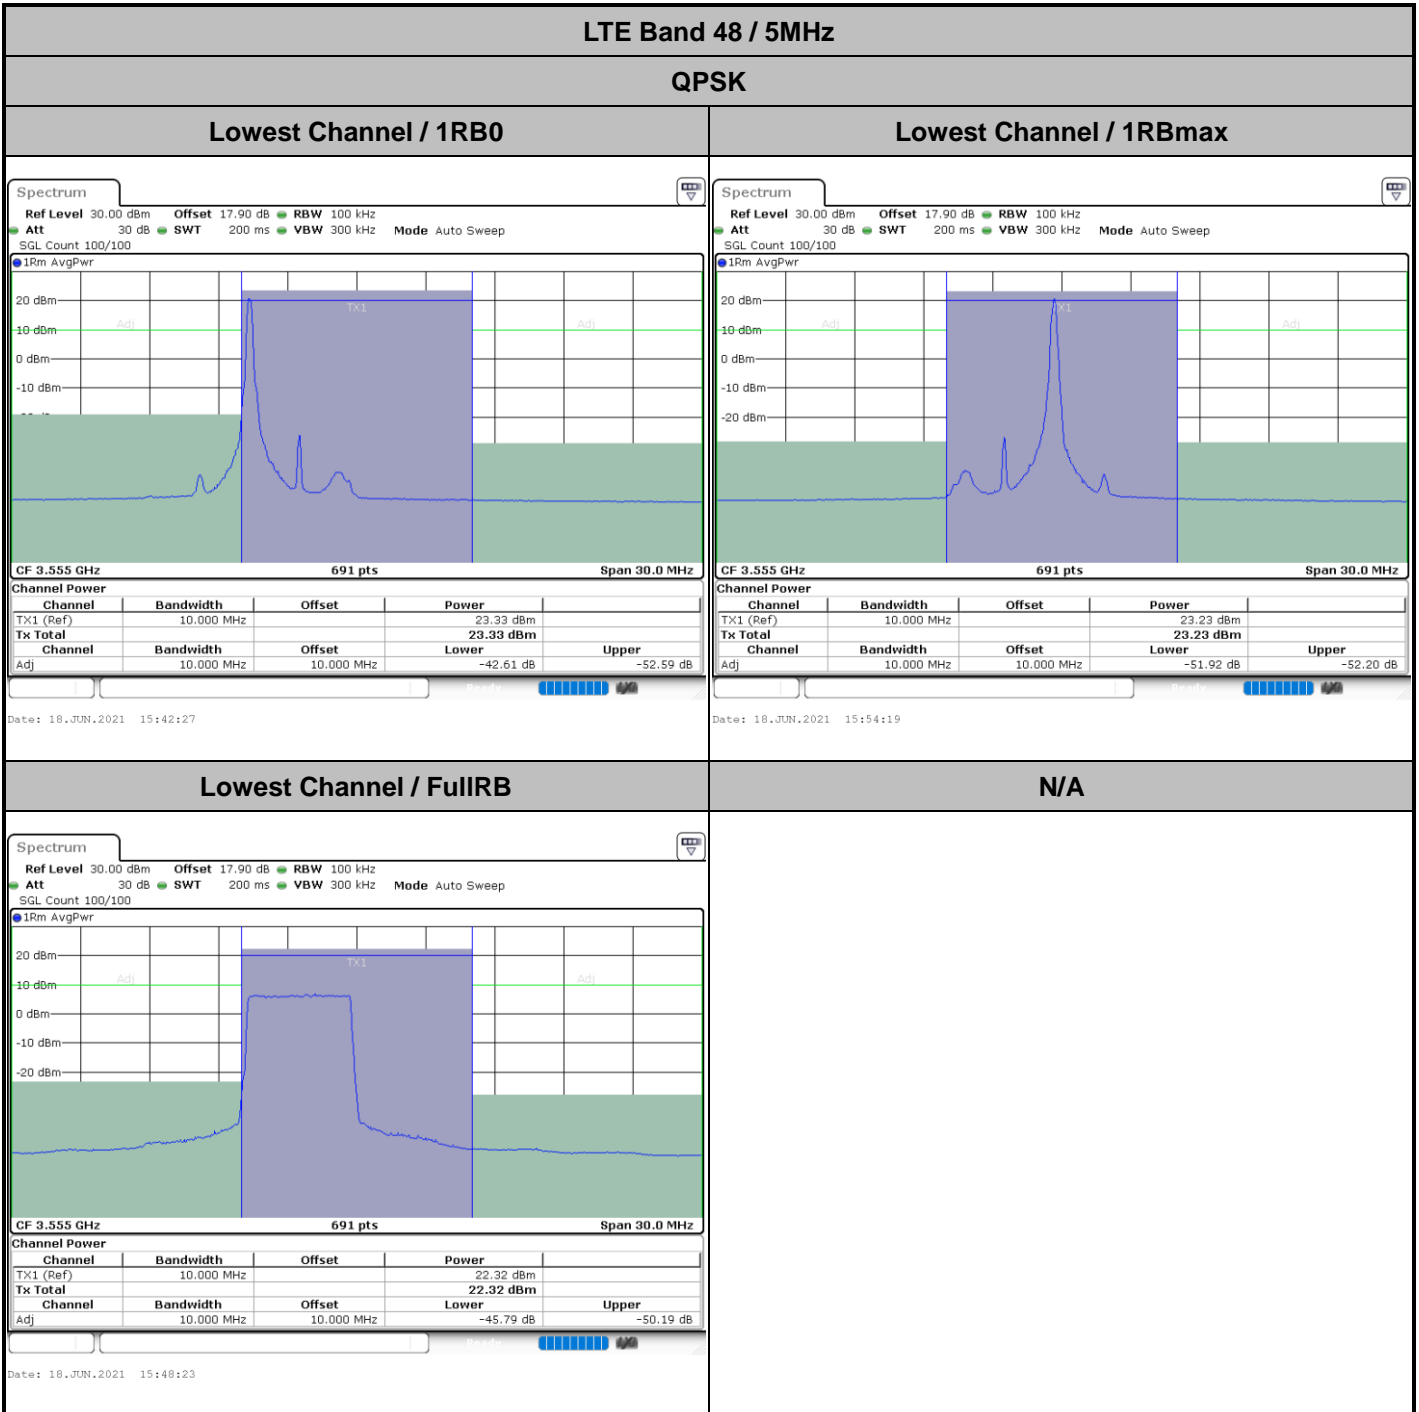 LTE Band 48 / 5MHz
QPSK
Lowest Channel / 1RB0
Spectrum
Ref Level 30.00 dBm Offset 17.90 dB RBW 100 kHz
Att 30 dB SWT 200 ms VBW 300 kHz Mode Auto Sweep
SGL Count 100/100
1Rm AvgPwr
20 dBm
TX1
10 dBm Adj Adj
0 dBm
-10 dBm
CF 3.555 GHz 691 pts Span 30.0 MHz
Channel Power
Channel Bandwidth Offset Power
TX1 (Ref) 10.000 MHz 23.33 dBm
Tx Total 23.33 dBm
Channel Bandwidth Offset Lower Upper
Adj 10.000 MHz 10.000 MHz -42.61 dB -52.59 dB
Ready
Date: 18.JUN.2021 15:42:27
Lowest Channel / 1RBmax
Spectrum
Ref Level 30.00 dBm Offset 17.90 dB RBW 100 kHz
Att 30 dB SWT 200 ms VBW 300 kHz Mode Auto Sweep
SGL Count 100/100
1Rm AvgPwr
20 dBm
X1
10 dBm Adj Adj
0 dBm
-10 dBm
-20 dBm
CF 3.555 GHz 691 pts Span 30.0 MHz
Channel Power
Channel Bandwidth Offset Power
TX1 (Ref) 10.000 MHz 23.23 dBm
Tx Total 23.23 dBm
Channel Bandwidth Offset Lower Upper
Adj 10.000 MHz 10.000 MHz -51.92 dB -52.20 dB
Ready
Date: 18.JUN.2021 15:54:19
Lowest Channel / FullRB
Spectrum
Ref Level 30.00 dBm Offset 17.90 dB RBW 100 kHz
Att 30 dB SWT 200 ms VBW 300 kHz Mode Auto Sweep
SGL Count 100/100
1Rm AvgPwr
20 dBm
TX1
10 dBm Adj Adj
0 dBm
-10 dBm
-20 dBm
CF 3.555 GHz 691 pts Span 30.0 MHz
Channel Power
Channel Bandwidth Offset Power
TX1 (Ref) 10.000 MHz 22.32 dBm
Tx Total 22.32 dBm
Channel Bandwidth Offset Lower Upper
Adj 10.000 MHz 10.000 MHz -45.79 dB -50.19 dB
Ready
Date: 18.JUN.2021 15:48:23
N/A